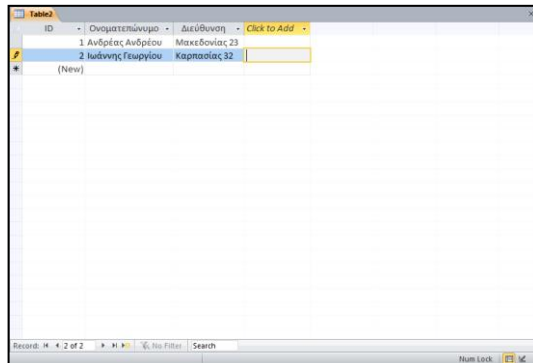 Table2
ID Ονοματεπώνυμο Διεύθυνση Click to Add
1 Ανδρέας Ανδρέου Μακεδονίας 23
2 Ιωάννης Γεωργίου Καρπασίας 32
(New)
Record: 2 of 2 No Filter Search
Num Lock